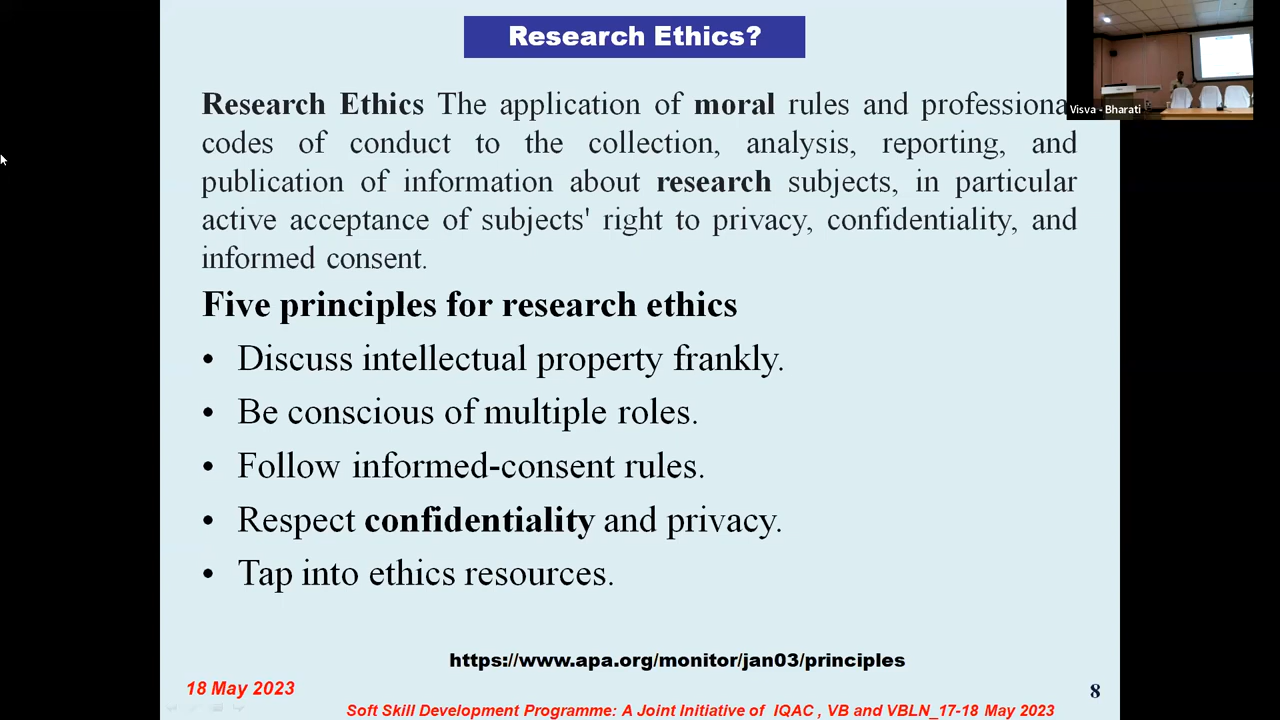 Research Ethics?
Research Ethics The application of moral rules and professiona
codes of conduct to the collection, analysis, reporting, and
publication of information about research subjects, in particular
active acceptance of subjects' right to privacy, confidentiality, and
informed consent.
Five principles for research ethics
• Discuss intellectual property frankly.
• Be conscious of multiple roles.
• Follow informed-consent rules.
• Respect confidentiality and privacy.
• Tap into ethics resources.
https://www.apa.org/monitor/jan03/principles
18 May 2023
8
Soft Skill Development Programme: A Joint Initiative of IQAC , VB and VBLN_17-18 May 2023
Visva - Bharati